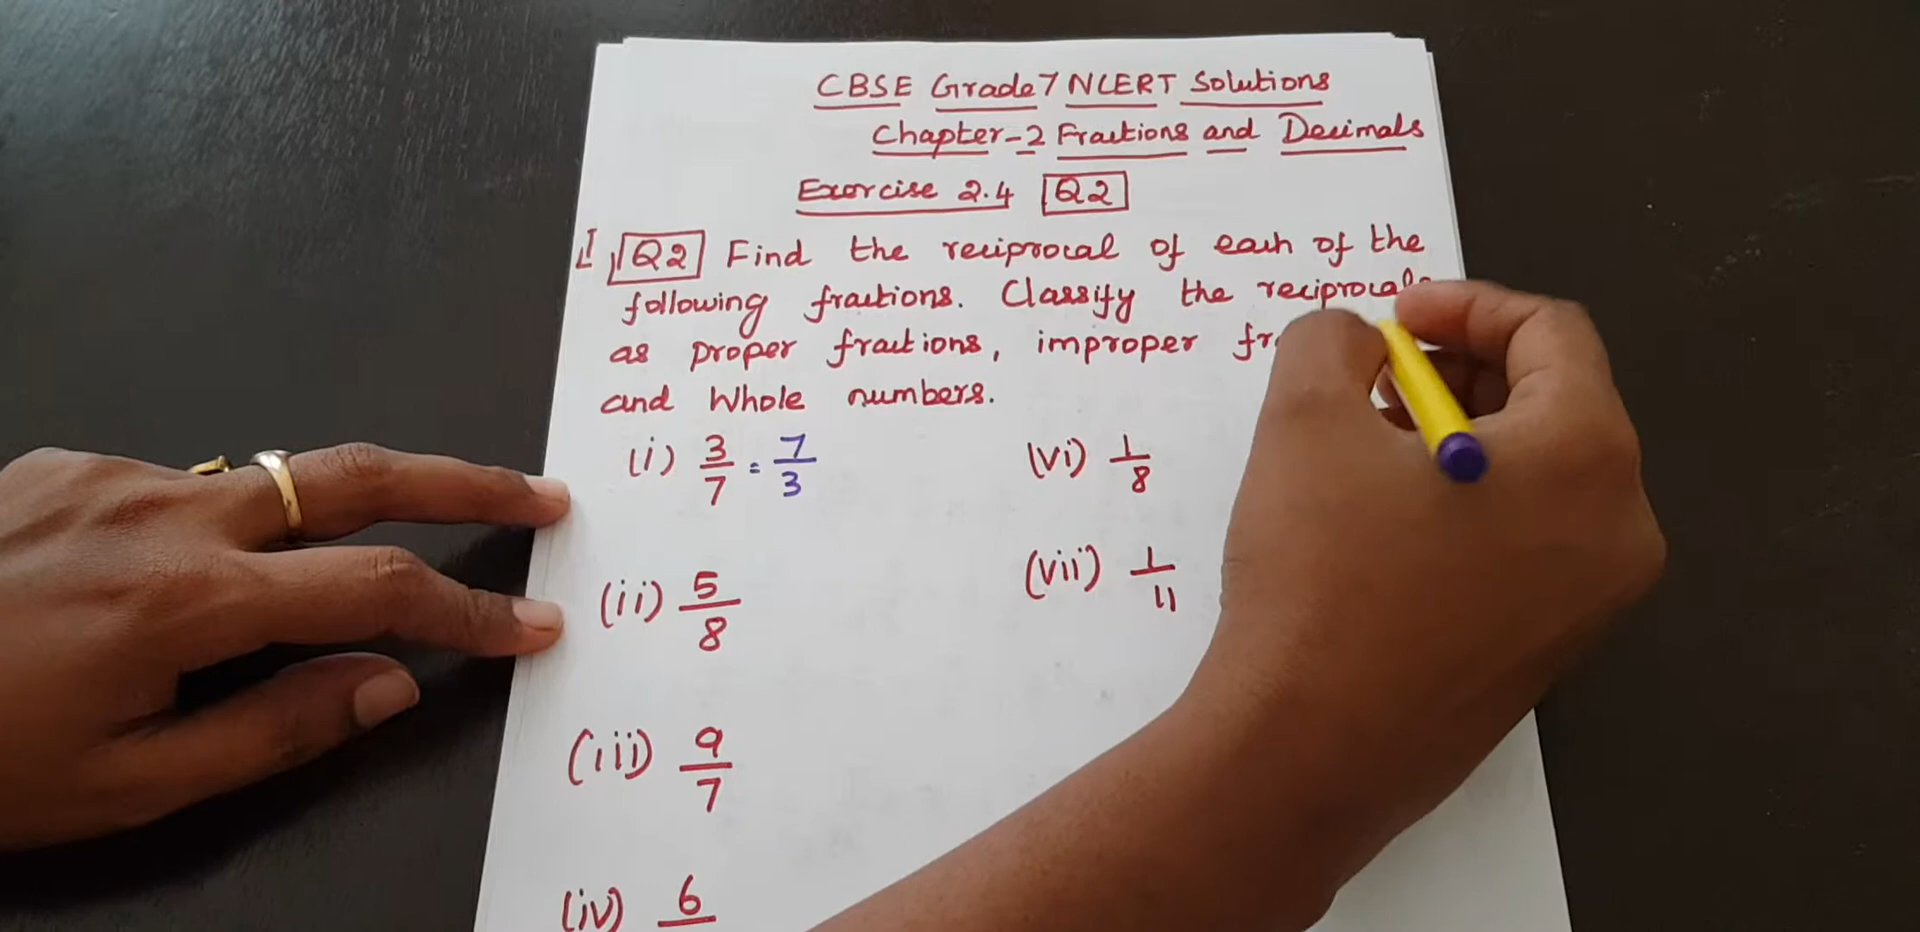 CBSE Grade 7 NCERT Solutions
Chapter-2 Fractions and Decimals
Exercise 2.4 Q2
Q2 Find the reciprocal of each of the
following fractions. Classify the reciprocals
as proper fractions, improper fr
and Whole numbers.
(i) 3/7 = 7/3
(vi) 1/8
(ii) 5/8
(vii) 1/11
(iii) 9/7
(iv) 6